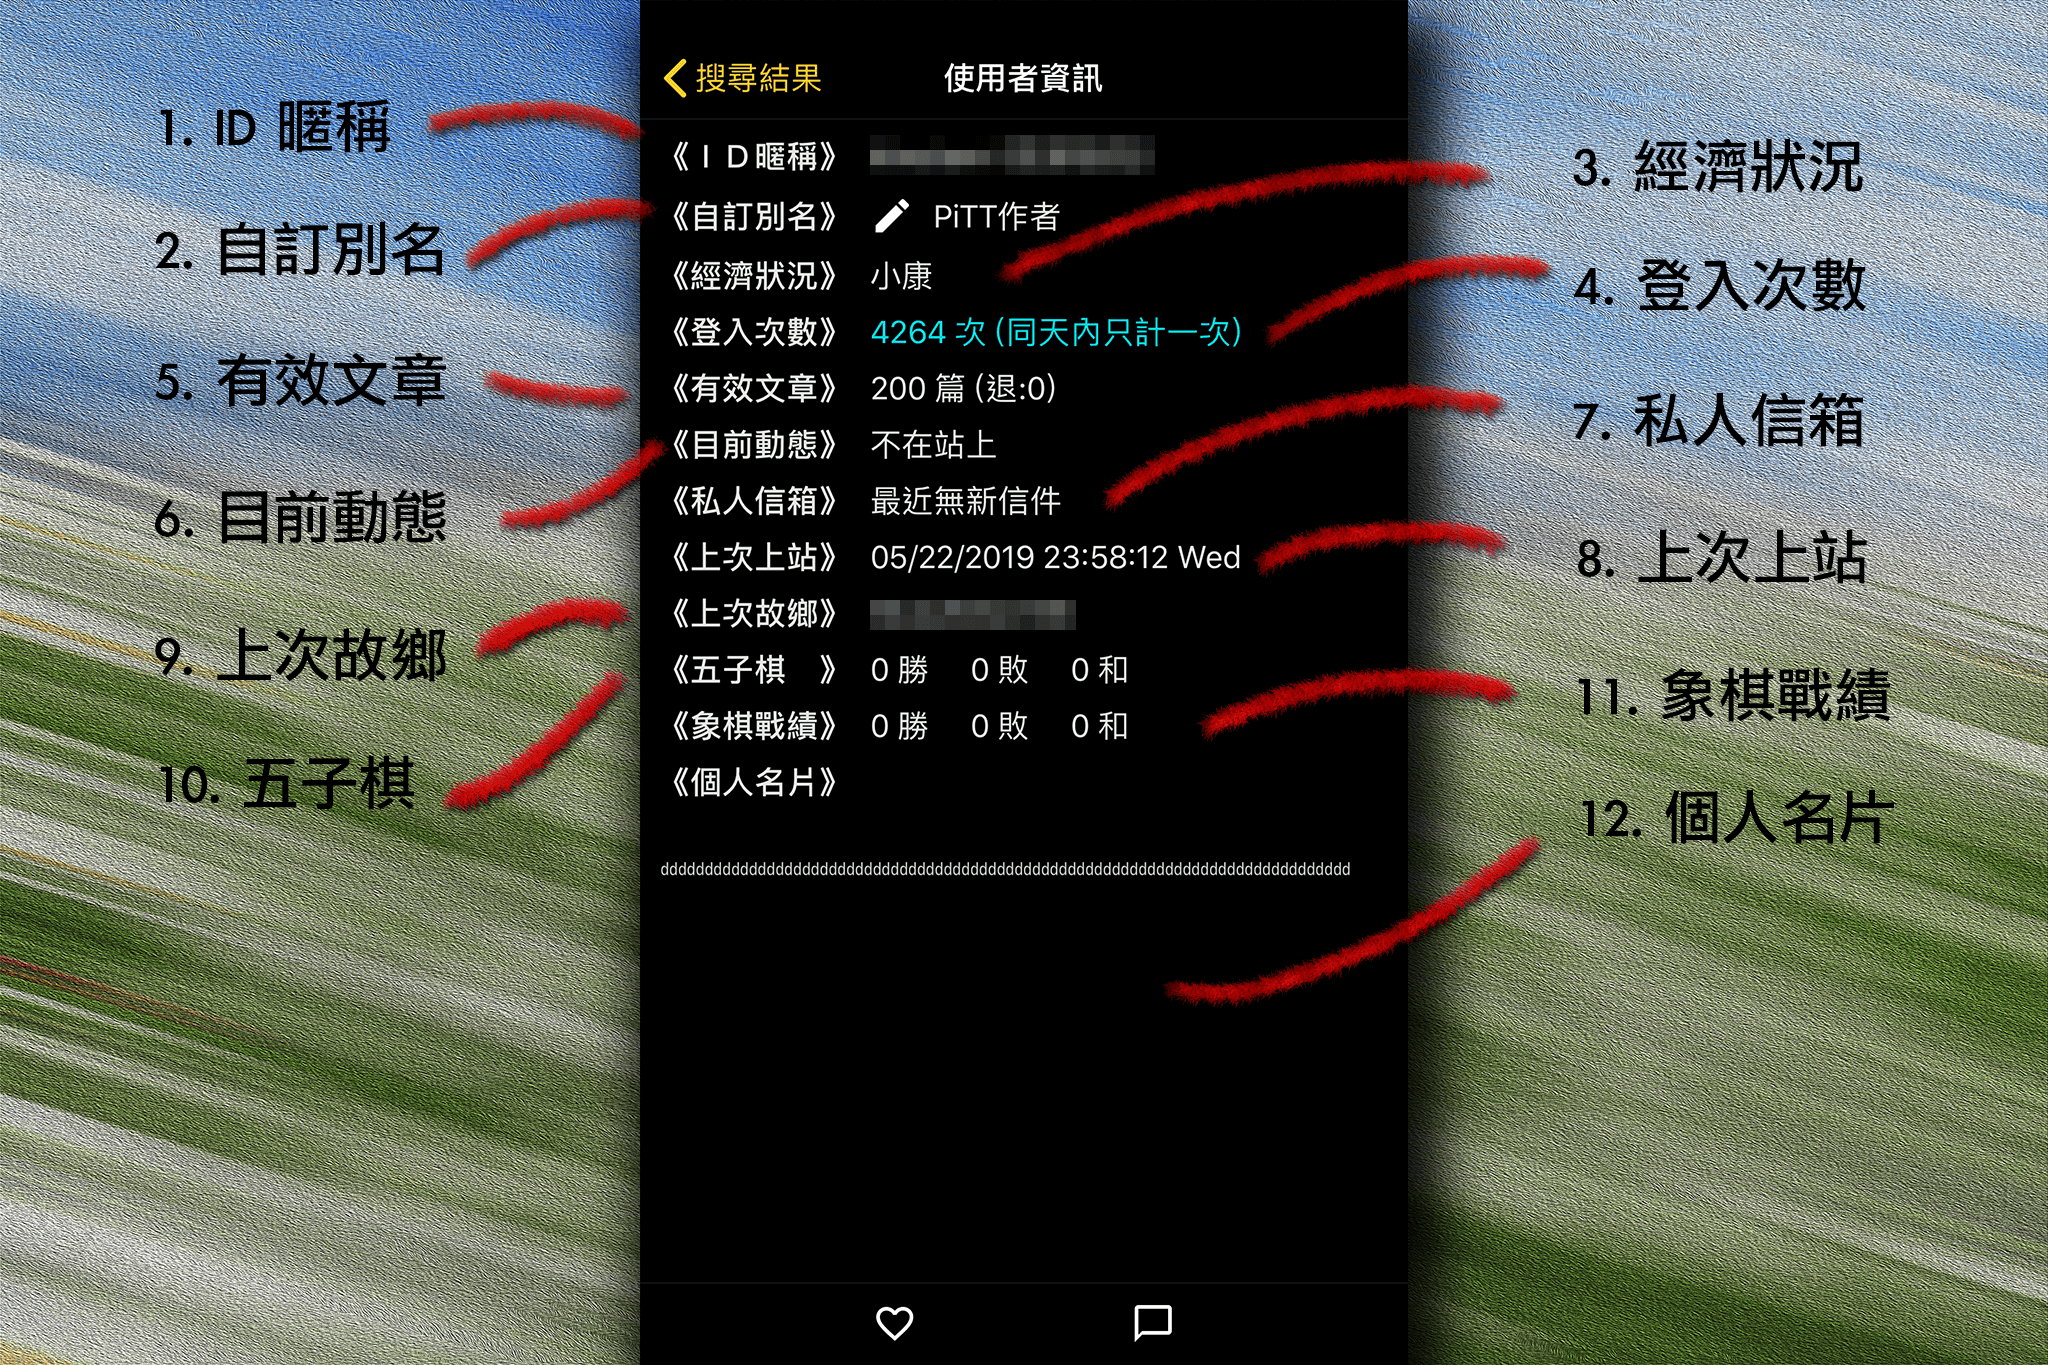 搜尋結果 使用者資訊
1. ID 暱稱
2. 自訂別名
5. 有效文章
6. 目前動態
9. 上次故鄉
10. 五子棋
《ＩＤ暱稱》
《自訂別名》 PiTT作者
《經濟狀況》 小康
《登入次數》 4264 次 (同天內只計一次)
《有效文章》 200 篇 (退:0)
《目前動態》 不在站上
《私人信箱》 最近無新信件
《上次上站》 05/22/2019 23:58:12 Wed
《上次故鄉》
《五子棋　》 0 勝 0 敗 0 和
《象棋戰績》 0 勝 0 敗 0 和
《個人名片》
dddddddddddddddddddddddddddddddddddddddddddddddddddddddddddddddddddddddddddddd
3. 經濟狀況
4. 登入次數
7. 私人信箱
8. 上次上站
11. 象棋戰績
12. 個人名片